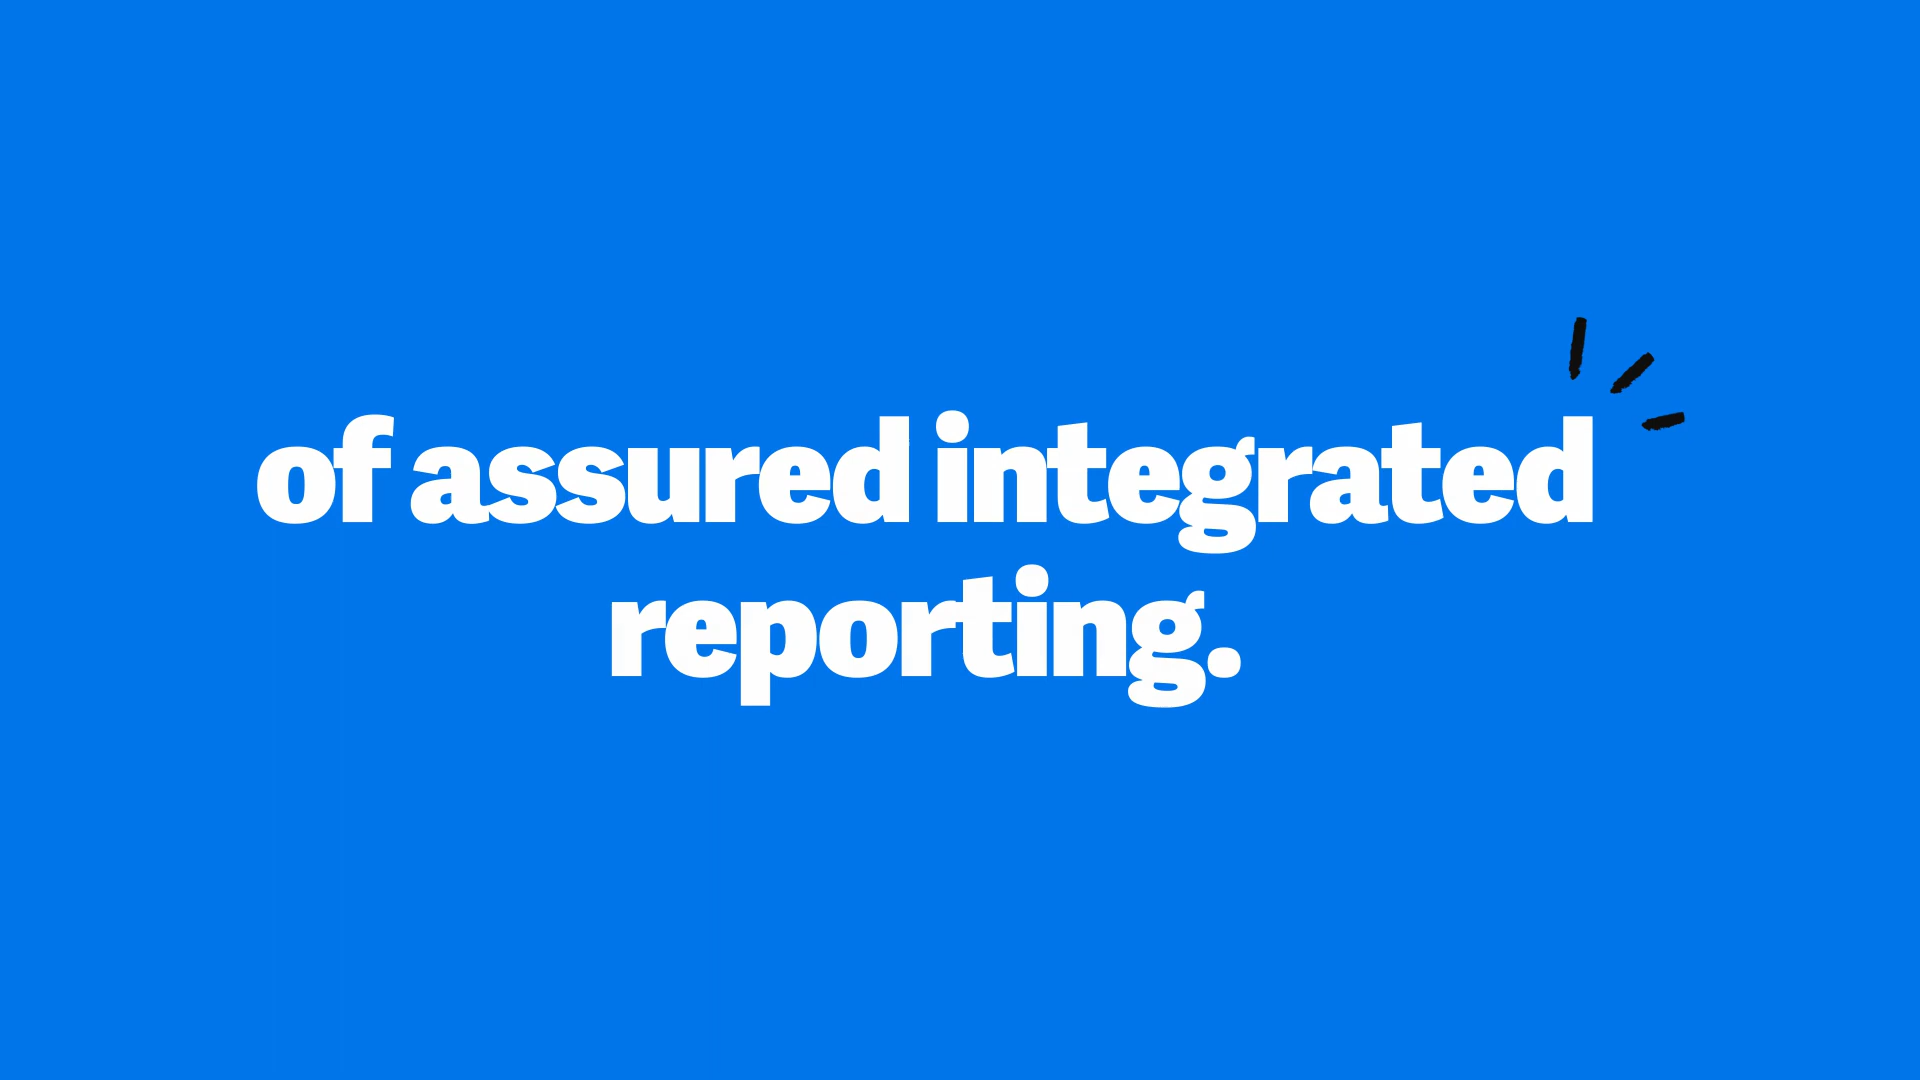 of assured integrated
reporting.